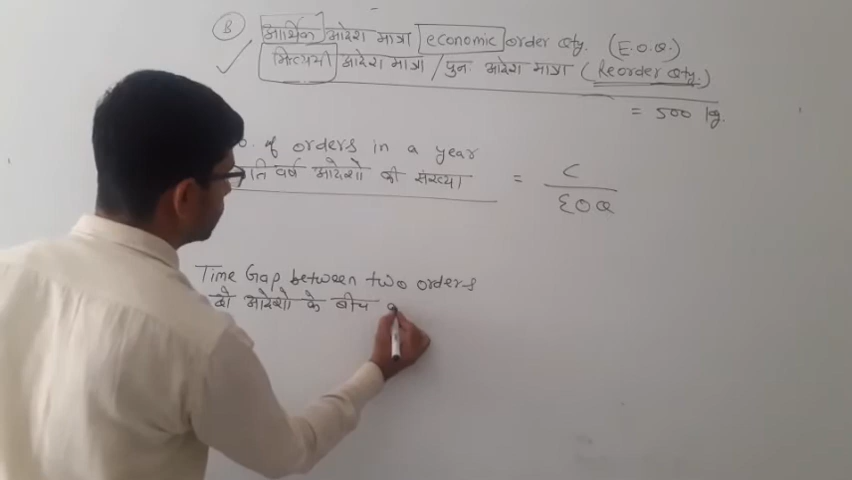 B आर्थिक आदेश मात्रा economic order Qty. (E.O.Q.)
मितव्ययी आदेश मात्रा / पुनः आदेश मात्रा (Reorder Qty.)
= 500 kg.
of orders in a year
वर्ष आदेशों की संख्या = C / EOQ
Time Gap between two orders
दो आदेशों के बीच